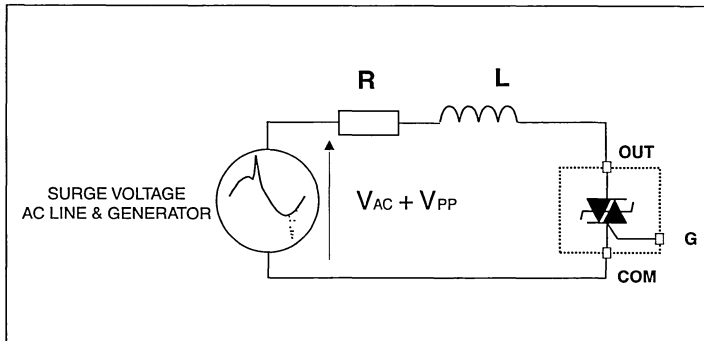 R
L
OUT
SURGE VOLTAGE
AC LINE & GENERATOR
VAC + VPP
G
COM